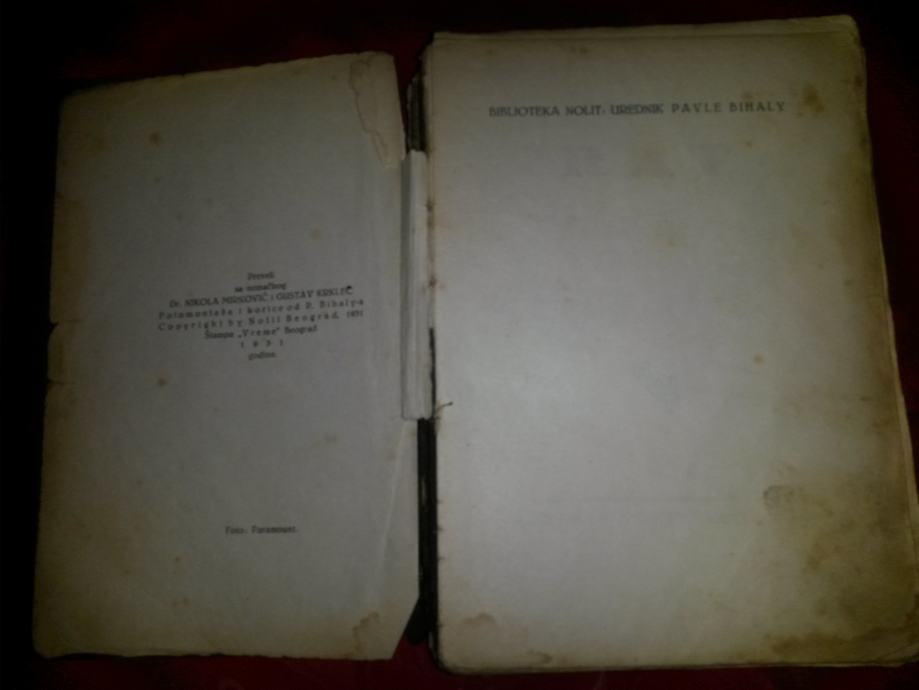 Preveli
sa nemačkog
Dr. NIKOLA MIRKOVIĆ i GUSTAV KRKLEC
Fotomontaža i korice od P. Bihalya
Copyright by Nolit Beograd, 1931
Štampa „Vreme" Beograd
1 9 3 1
godine.
Foto: Paramount.
BIBLIOTEKA NOLIT: UREDNIK PAVLE BIHALY